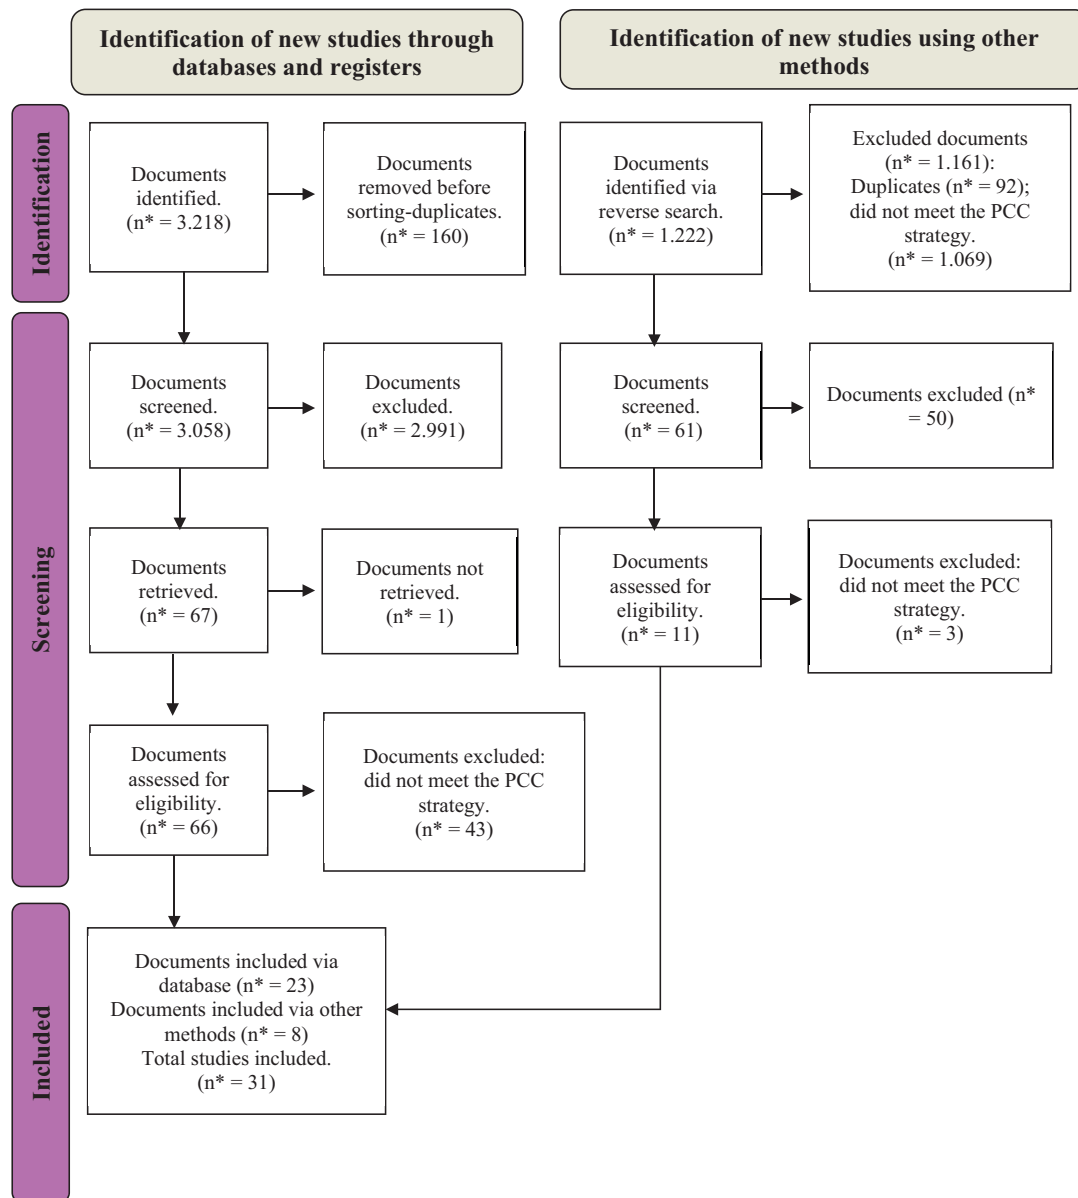 Identification of new studies through
databases and registers
Identification of new studies using other
methods
Identification
Documents
identified.
(n* = 3.218)
Documents
removed before
sorting-duplicates.
(n* = 160)
Documents
identified via
reverse search.
(n* = 1.222)
Excluded documents
(n* = 1.161):
Duplicates (n* = 92);
did not meet the PCC
strategy.
(n* = 1.069)
Screening
Documents
screened.
(n* = 3.058)
Documents
excluded.
(n* = 2.991)
Documents
screened.
(n* = 61)
Documents excluded (n*
= 50)
Documents
retrieved.
(n* = 67)
Documents not
retrieved.
(n* = 1)
Documents
assessed for
eligibility.
(n* = 11)
Documents excluded:
did not meet the PCC
strategy.
(n* = 3)
Documents
assessed for
eligibility.
(n* = 66)
Documents excluded:
did not meet the PCC
strategy.
(n* = 43)
Included
Documents included via
database (n* = 23)
Documents included via other
methods (n* = 8)
Total studies included.
(n* = 31)